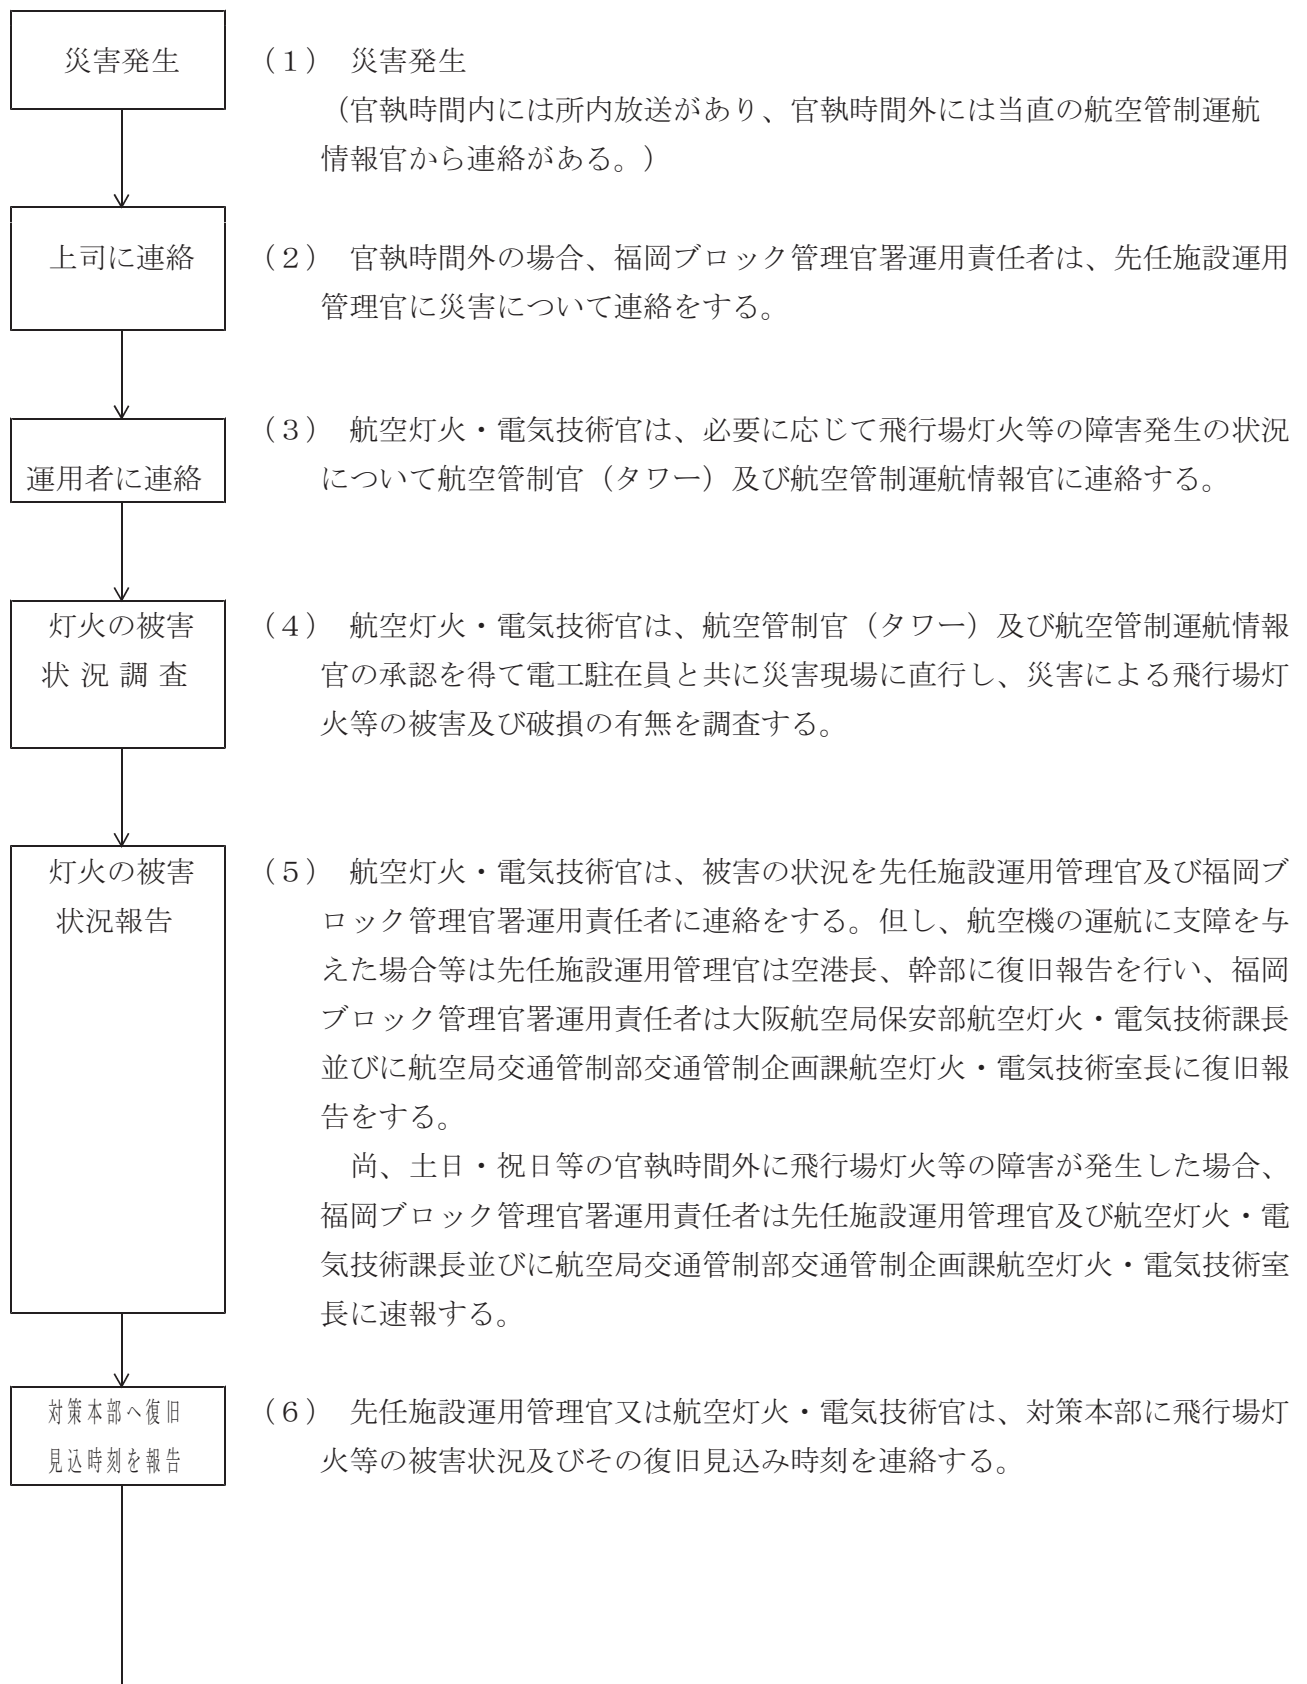 災害発生
（１） 災害発生
（官執時間内には所内放送があり、官執時間外には当直の航空管制運航
情報官から連絡がある。）
上司に連絡
（２） 官執時間外の場合、福岡ブロック管理官署運用責任者は、先任施設運用
管理官に災害について連絡をする。
運用者に連絡
（３） 航空灯火・電気技術官は、必要に応じて飛行場灯火等の障害発生の状況
について航空管制官（タワー）及び航空管制運航情報官に連絡する。
灯火の被害
状 況 調 査
（４） 航空灯火・電気技術官は、航空管制官（タワー）及び航空管制運航情報
官の承認を得て電工駐在員と共に災害現場に直行し、災害による飛行場灯
火等の被害及び破損の有無を調査する。
灯火の被害
状況報告
（５） 航空灯火・電気技術官は、被害の状況を先任施設運用管理官及び福岡ブ
ロック管理官署運用責任者に連絡をする。但し、航空機の運航に支障を与
えた場合等は先任施設運用管理官は空港長、幹部に復旧報告を行い、福岡
ブロック管理官署運用責任者は大阪航空局保安部航空灯火・電気技術課長
並びに航空局交通管制部交通管制企画課航空灯火・電気技術室長に復旧報
告をする。
尚、土日・祝日等の官執時間外に飛行場灯火等の障害が発生した場合、
福岡ブロック管理官署運用責任者は先任施設運用管理官及び航空灯火・電
気技術課長並びに航空局交通管制部交通管制企画課航空灯火・電気技術室
長に速報する。
対策本部へ復旧
見込時刻を報告
（６） 先任施設運用管理官又は航空灯火・電気技術官は、対策本部に飛行場灯
火等の被害状況及びその復旧見込み時刻を連絡する。